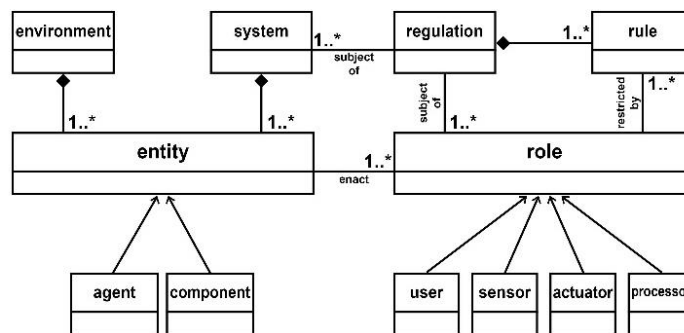 environment
system
regulation
rule
1..*
subject
of
1..*
1..*
1..*
subject
of
1..*
restricted
by
1..*
entity
1..*
enact
role
agent
component
user
sensor
actuator
processo